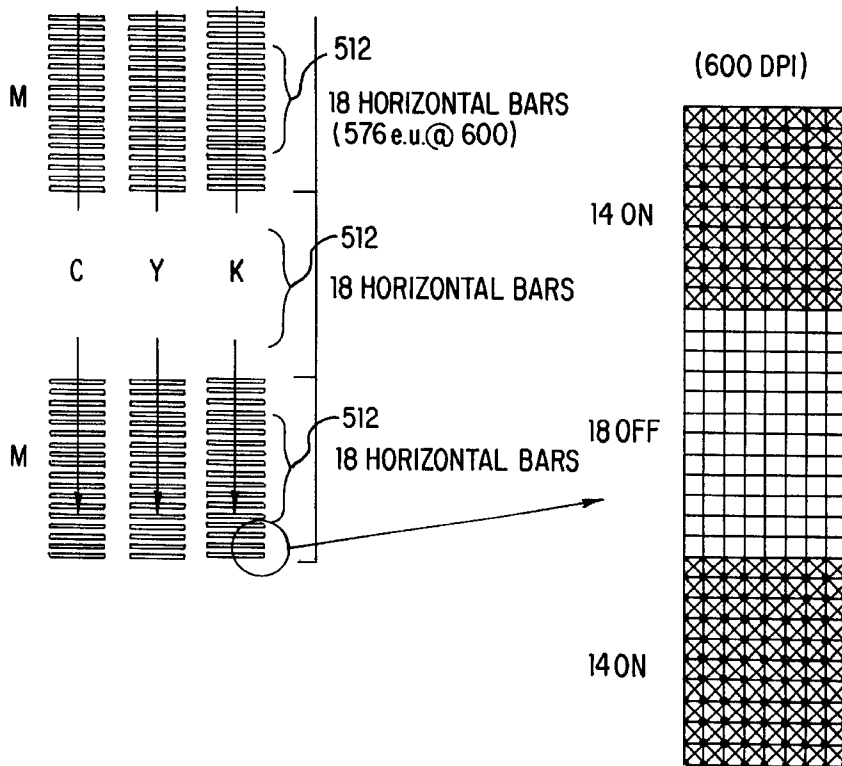 512
(600 DPI)
M
18 HORIZONTAL BARS
(576 e.u.@ 600)
14 ON
512
C Y K
18 HORIZONTAL BARS
512
18 OFF
M
18 HORIZONTAL BARS
14 ON